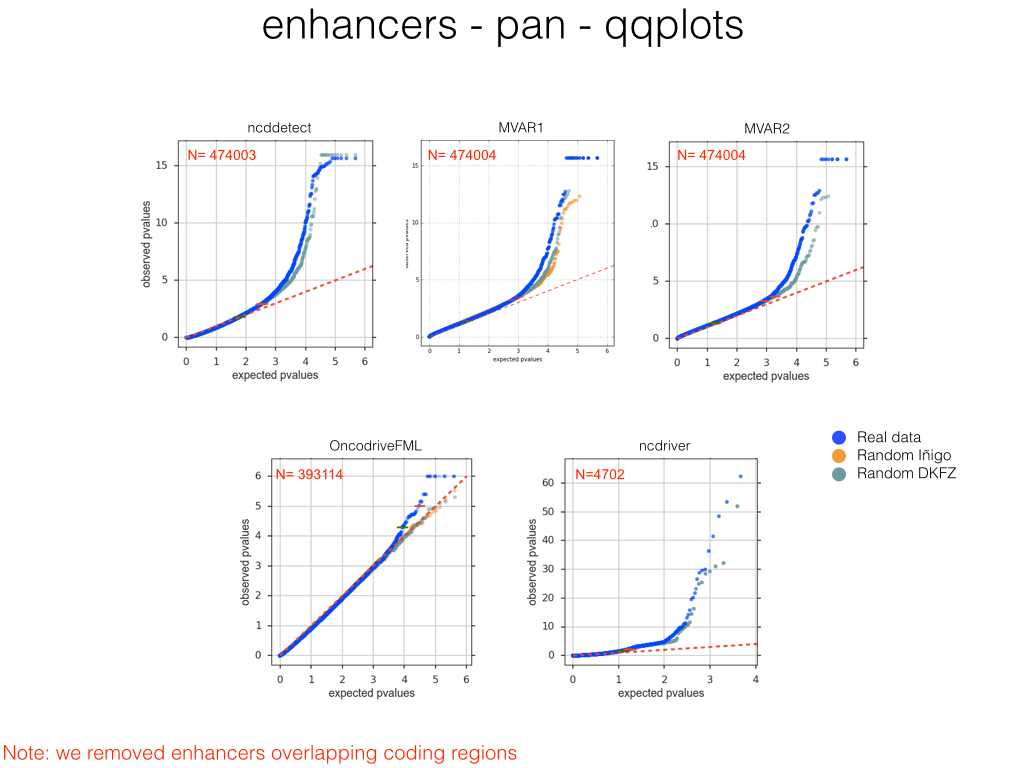 enhancers - pan - qqplots
ncddetect
N= 474003
15
10
5
0
observed pvalues
0 1 2 3 4 5 6
expected pvalues
MVAR1
N= 474004
15
10
5
0
0 1 2 3 4 5 6
expected pvalues
MVAR2
N= 474004
15
.0
5
0
0 1 2 3 4 5 6
expected pvalues
OncodriveFML
N= 393114
6
5
4
3
2
1
0
observed pvalues
0 1 2 3 4 5 6
expected pvalues
ncdriver
N=4702
60
50
40
30
20
10
0
observed pvalues
0 1 2 3 4
expected pvalues
Real data
Random Iñigo
Random DKFZ
Note: we removed enhancers overlapping coding regions